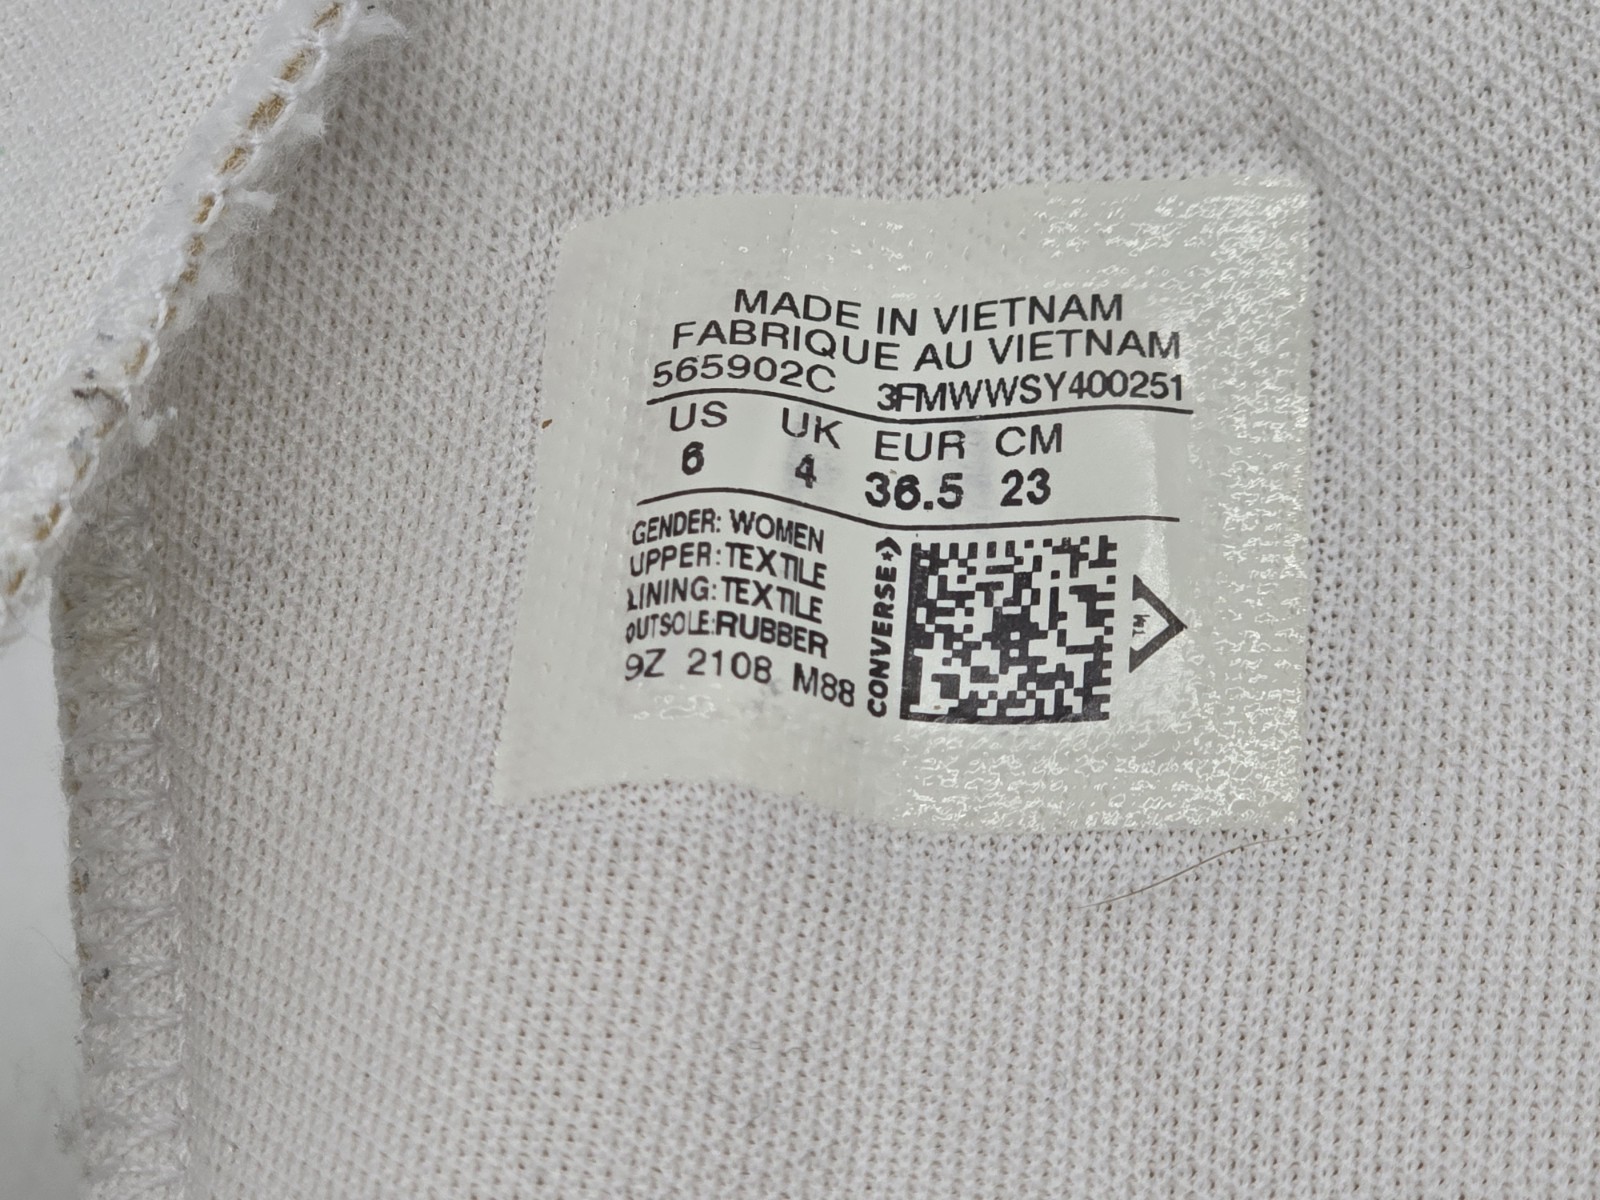 MADE IN VIETNAM
FABRIQUE AU VIETNAM
565902C 3FMWWSY400251
US UK EUR CM
6 4 36.5 23
GENDER: WOMEN
UPPER: TEXTILE
LINING: TEXTILE
OUTSOLE: RUBBER
9Z 2108 M88
CONVERSE